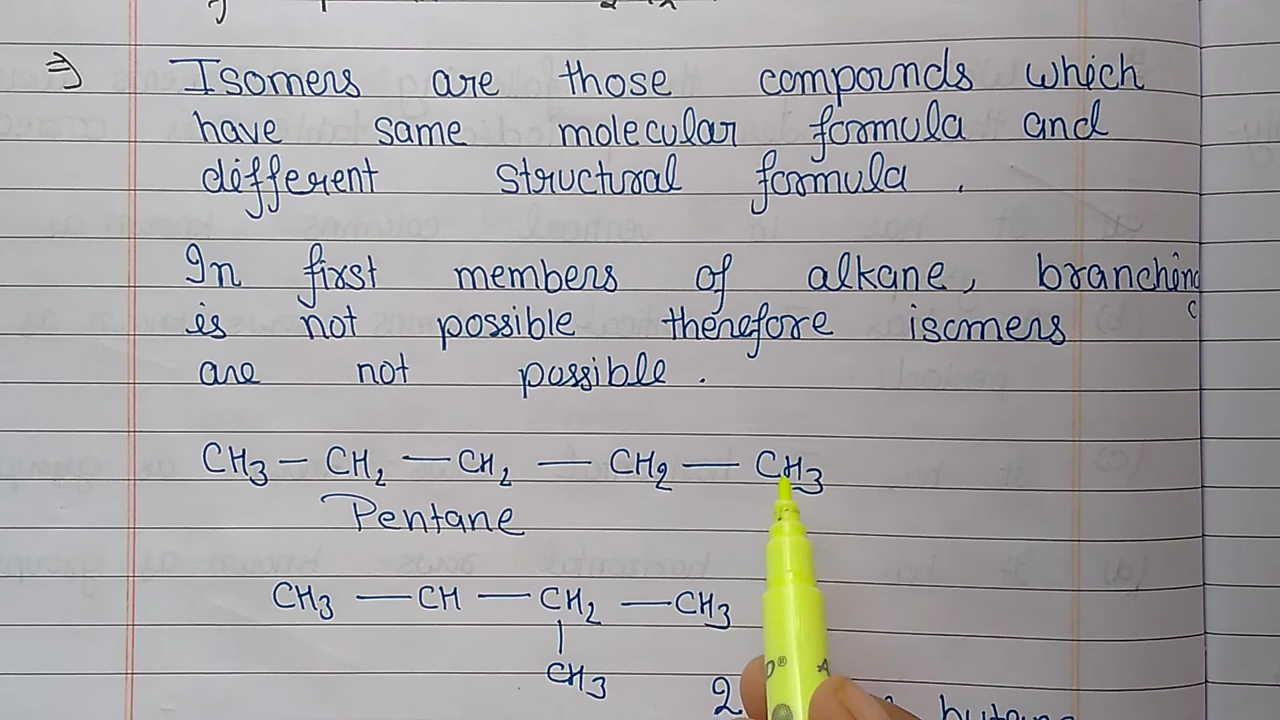 ⇒ Isomers are those compounds which
have same molecular formula and
different structural formula .
In first members of alkane, branching
is not possible therefore isomers
are not possible .
CH3 — CH2 — CH2 — CH2 — CH3
Pentane
CH3 — CH — CH2 — CH3
|
CH3
2 butane